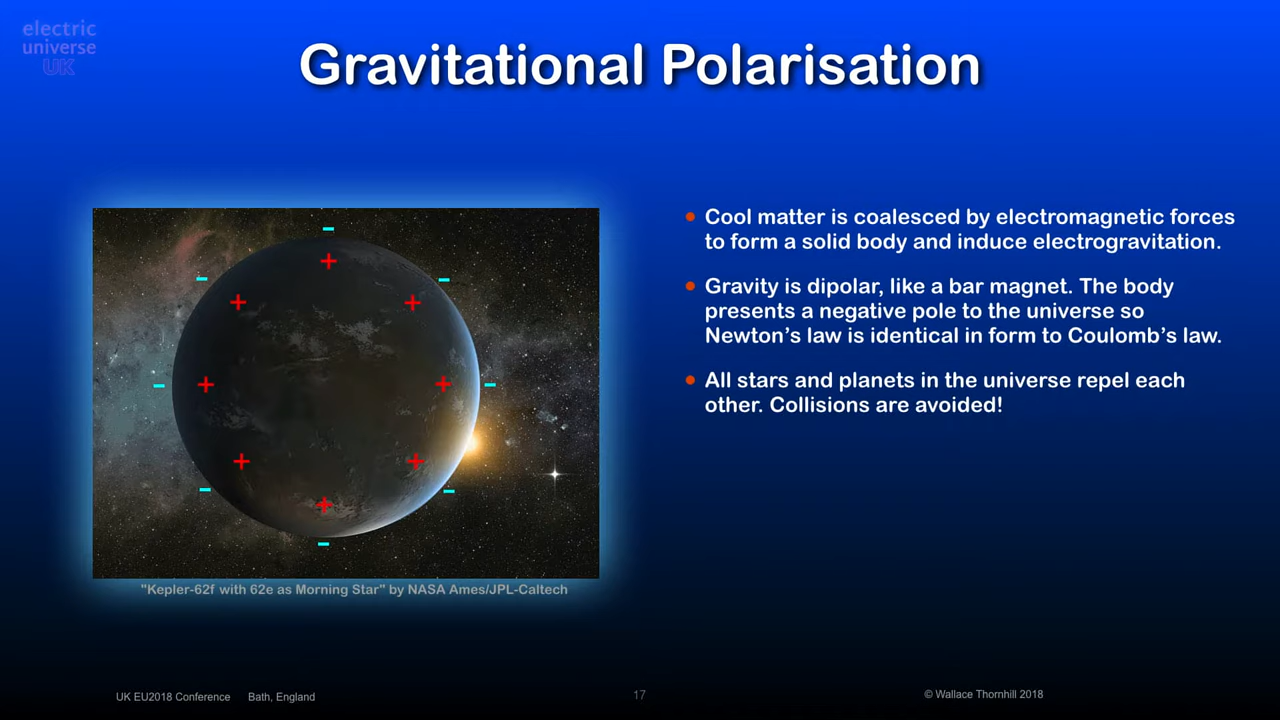 electric
universe
UK
Gravitational Polarisation
• Cool matter is coalesced by electromagnetic forces
to form a solid body and induce electrogravitation.
• Gravity is dipolar, like a bar magnet. The body
presents a negative pole to the universe so
Newton's law is identical in form to Coulomb's law.
• All stars and planets in the universe repel each
other. Collisions are avoided!
"Kepler-62f with 62e as Morning Star" by NASA Ames/JPL-Caltech
UK EU2018 Conference Bath, England
17
© Wallace Thornhill 2018